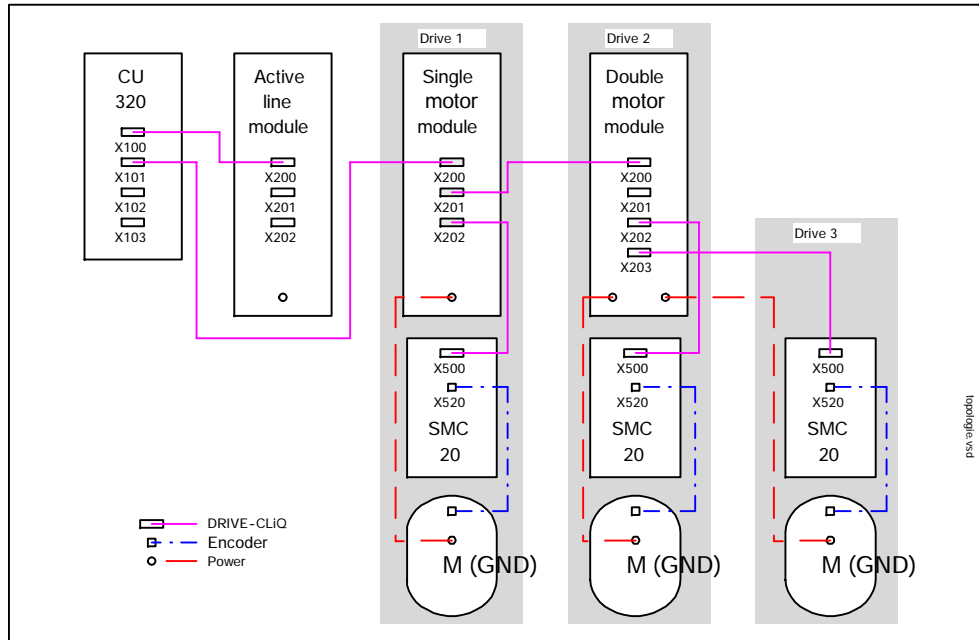 Drive 1
Drive 2
CU
320
X100
X101
X102
X103
Active
line
module
X200
X201
X202
Single
motor
module
X200
X201
X202
Double
motor
module
X200
X201
X202
X203
Drive 3
X500
X520
SMC
20
M (GND)
X500
X520
SMC
20
M (GND)
X500
X520
SMC
20
M (GND)
DRIVE-CLiQ
Encoder
Power
topologie.vsd